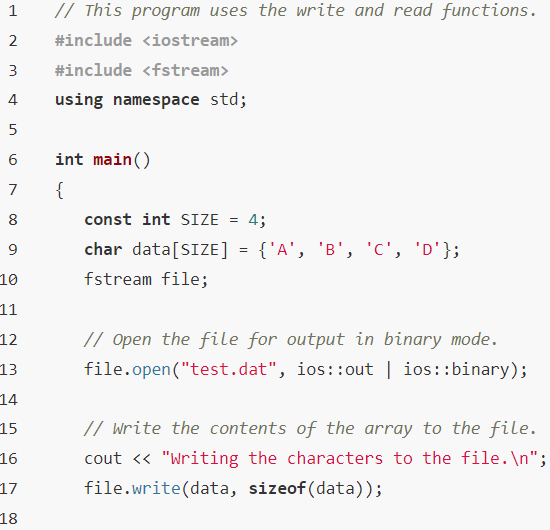 1 // This program uses the write and read functions.
2 #include <iostream>
3 #include <fstream>
4 using namespace std;
5
6 int main()
7 {
8 const int SIZE = 4;
9 char data[SIZE] = {'A', 'B', 'C', 'D'};
10 fstream file;
11
12 // Open the file for output in binary mode.
13 file.open("test.dat", ios::out | ios::binary);
14
15 // Write the contents of the array to the file.
16 cout << "Writing the characters to the file.\n";
17 file.write(data, sizeof(data));
18